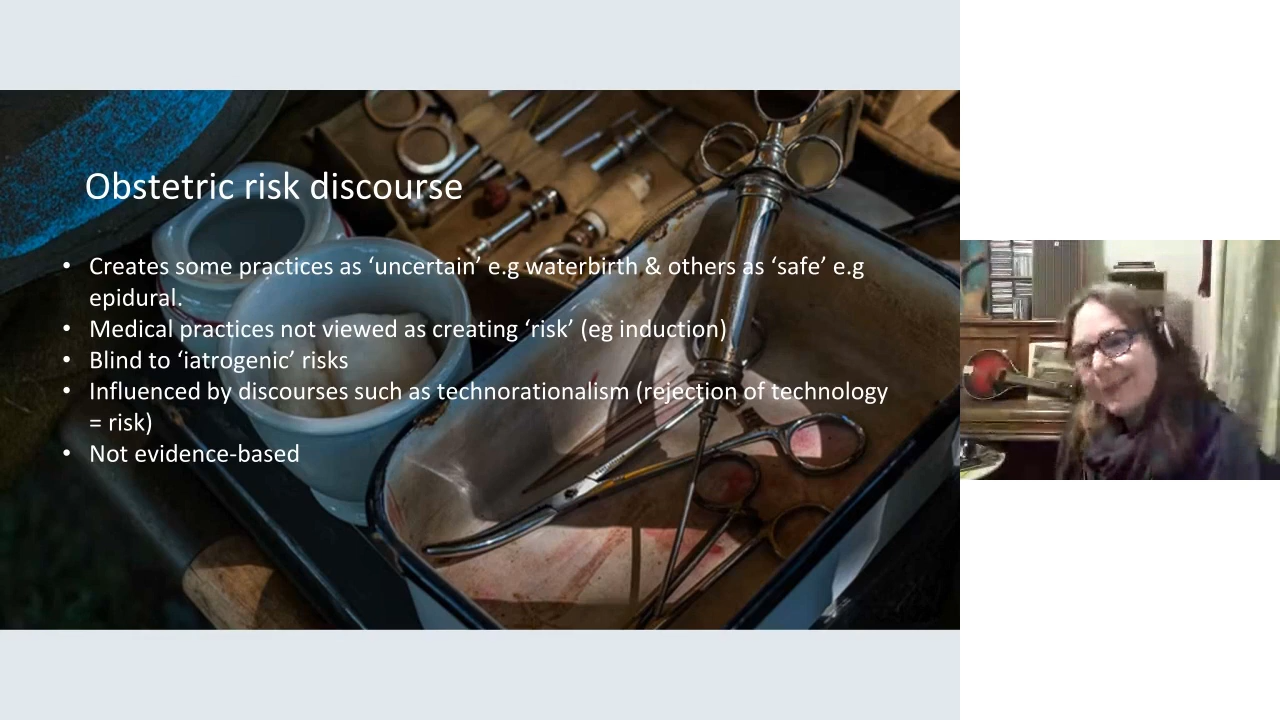 Obstetric risk discourse
• Creates some practices as ‘uncertain’ e.g waterbirth & others as ‘safe’ e.g
epidural.
• Medical practices not viewed as creating ‘risk’ (eg induction)
• Blind to ‘iatrogenic’ risks
• Influenced by discourses such as technorationalism (rejection of technology
= risk)
• Not evidence-based